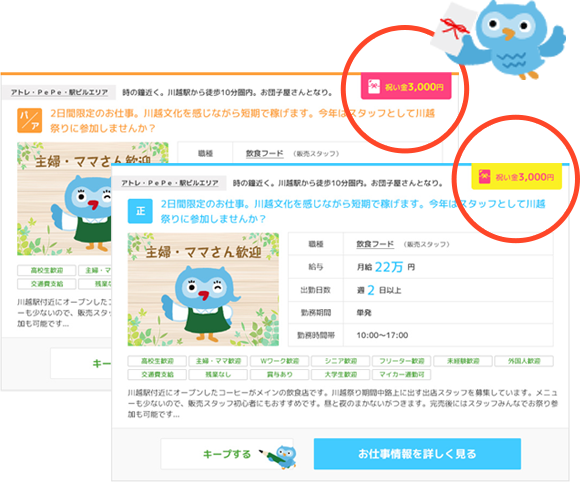 祝い金3,000円
アトレ・PePe・駅ビルエリア 時の鐘近く。川越駅から徒歩10分圏内。お団子屋さんとなり。
パ/ア 2日間限定のお仕事。川越文化を感じながら短期で稼げます。今年はスタッフとして川越
祭りに参加しませんか?
主婦・ママさん歓迎
職種 飲食フード (販売スタッフ)
高校生歓迎 主婦・マ
交通費支給 残業な
川越駅付近にオープンしたコ
ーも少ないので、販売スタッ
加も可能です…
キー
祝い金3,000円
アトレ・PePe・駅ビルエリア 時の鐘近く。川越駅から徒歩10分圏内。お団子屋さんとなり。
正 2日間限定のお仕事。川越文化を感じながら短期で稼げます。今年はスタッフとして川越
祭りに参加しませんか?
主婦・ママさん歓迎
職種 飲食フード (販売スタッフ)
給与 月給 22万 円
出勤日数 週 2 日以上
勤務期間 単発
勤務時間帯 10:00〜17:00
高校生歓迎 主婦・ママ歓迎 Wワーク歓迎 シニア歓迎 フリーター歓迎 未経験歓迎 外国人歓迎
交通費支給 残業なし 賞与あり 大学生歓迎 マイカー通勤可
川越駅付近にオープンしたコーヒーがメインの飲食店です。川越祭り期間中路上に出す出店スタッフを募集しています。メニュ
ーも少ないので、販売スタッフ初心者にもおすすめです。昼と夜のまかないがつきます。完売後にはスタッフみんなでお祭り参
加も可能です…
キープする お仕事情報を詳しく見る